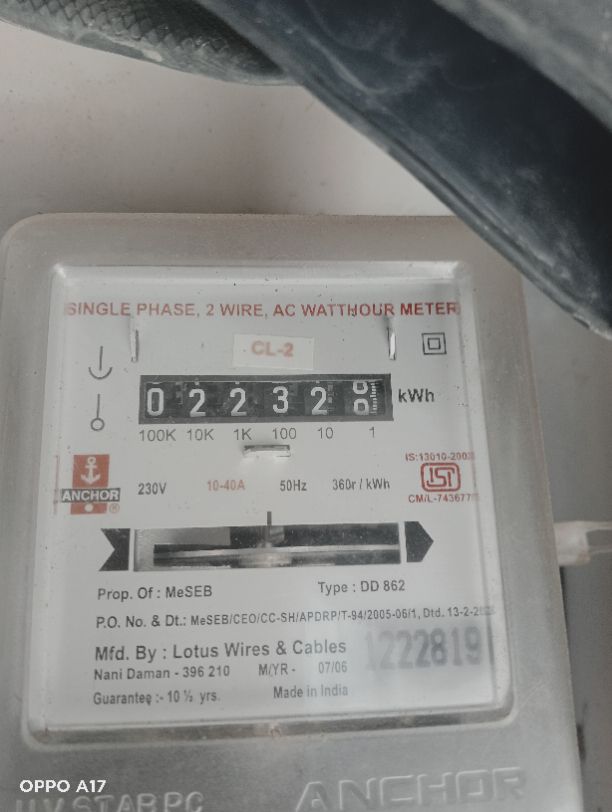 SINGLE PHASE, 2 WIRE, AC WATTHOUR METER
CL-2
0 2 2 3 2 kWh
100K 10K 1K 100 10 1
ANCHOR ®
230V 10-40A 50Hz 360r / kWh
IS:13010-2002
ISI
CM/L-743677
Prop. Of : MeSEB Type : DD 862
P.O. No. & Dt.: MeSEB/CEO/CC-SH/APDRP/T-94/2005-06/1, Dtd. 13-2-
Mfd. By : Lotus Wires & Cables
1222819
Nani Daman - 396 210 M/YR - 07/06
Guarantee :- 10 ½ yrs. Made in India
U.V STAB PC ANCHOR
OPPO A17